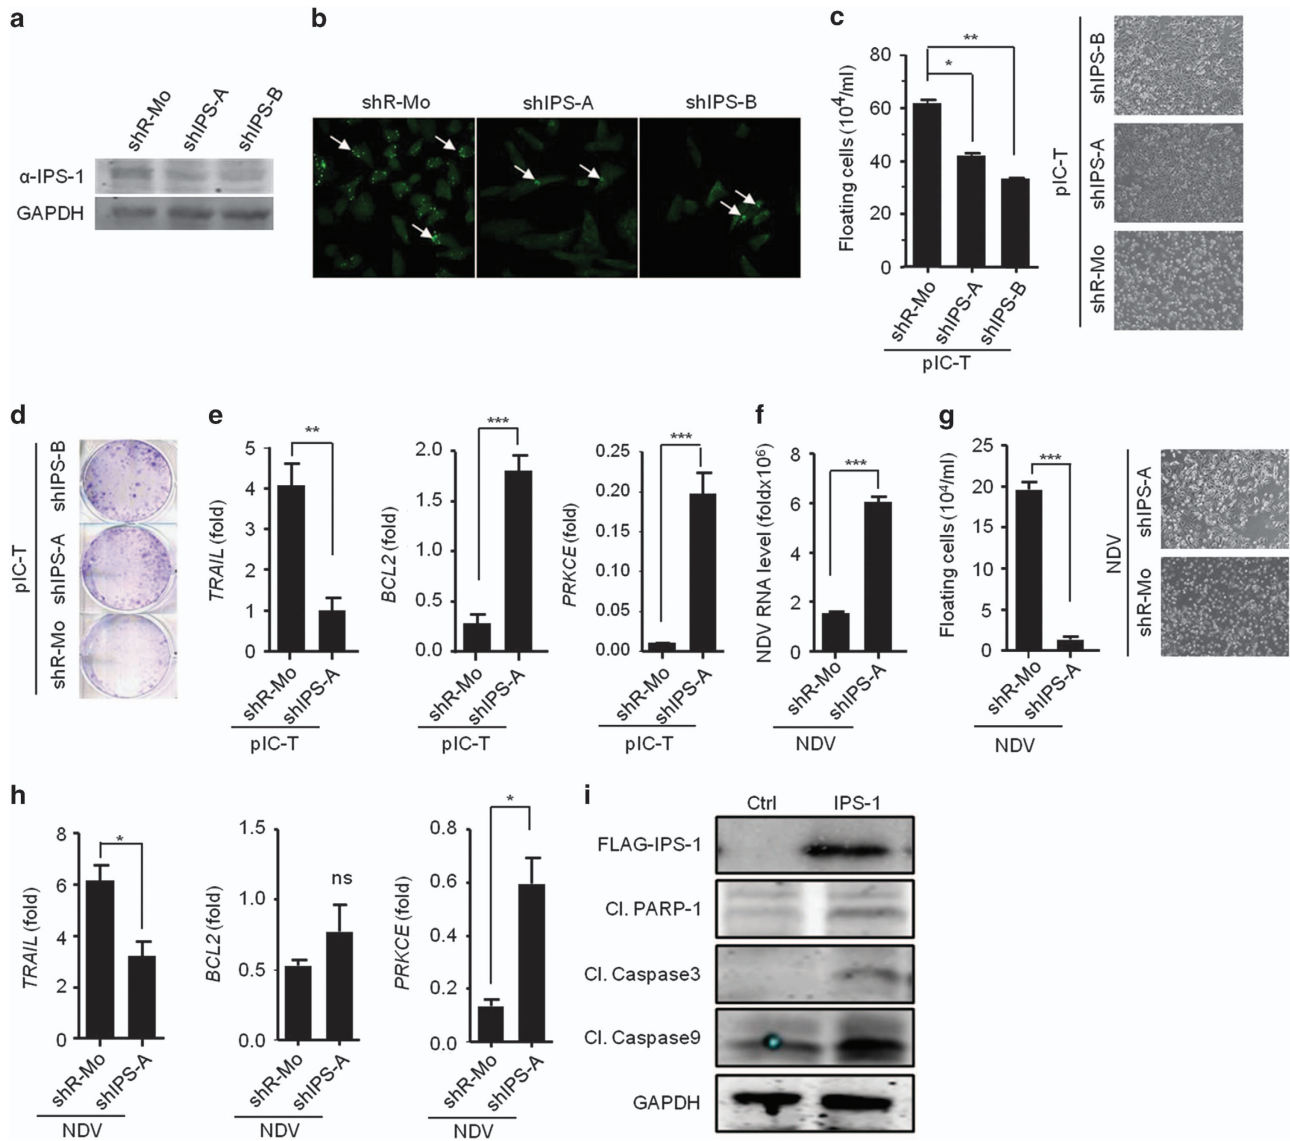 a
shR-Mo
shIPS-A
shIPS-B
α-IPS-1
GAPDH
b
shR-Mo
shIPS-A
shIPS-B
c
Floating cells (10⁴/ml)
80
60
40
20
0
*
**
shR-Mo
shIPS-A
shIPS-B
pIC-T
pIC-T
shIPS-B
shIPS-A
shR-Mo
d
pIC-T
shIPS-B
shIPS-A
shR-Mo
e
TRAIL (fold)
5
4
3
2
1
0
**
shR-Mo
shIPS-A
pIC-T
BCL2 (fold)
2.0
1.5
1.0
0.5
0.0
***
shR-Mo
shIPS-A
pIC-T
PRKCE (fold)
0.25
0.20
0.15
0.10
0.05
0.00
***
shR-Mo
shIPS-A
pIC-T
f
NDV RNA level (foldx10⁶)
8
6
4
2
0
***
shR-Mo
shIPS-A
NDV
g
Floating cells (10⁴/ml)
25
20
15
10
5
0
***
shR-Mo
shIPS-A
NDV
NDV
shIPS-A
shR-Mo
h
TRAIL (fold)
8
6
4
2
0
*
shR-Mo
shIPS-A
NDV
BCL2 (fold)
1.5
1.0
0.5
0.0
ns
shR-Mo
shIPS-A
NDV
PRKCE (fold)
0.8
0.6
0.4
0.2
0.0
*
shR-Mo
shIPS-A
NDV
i
Ctrl IPS-1
FLAG-IPS-1
Cl. PARP-1
Cl. Caspase3
Cl. Caspase9
GAPDH